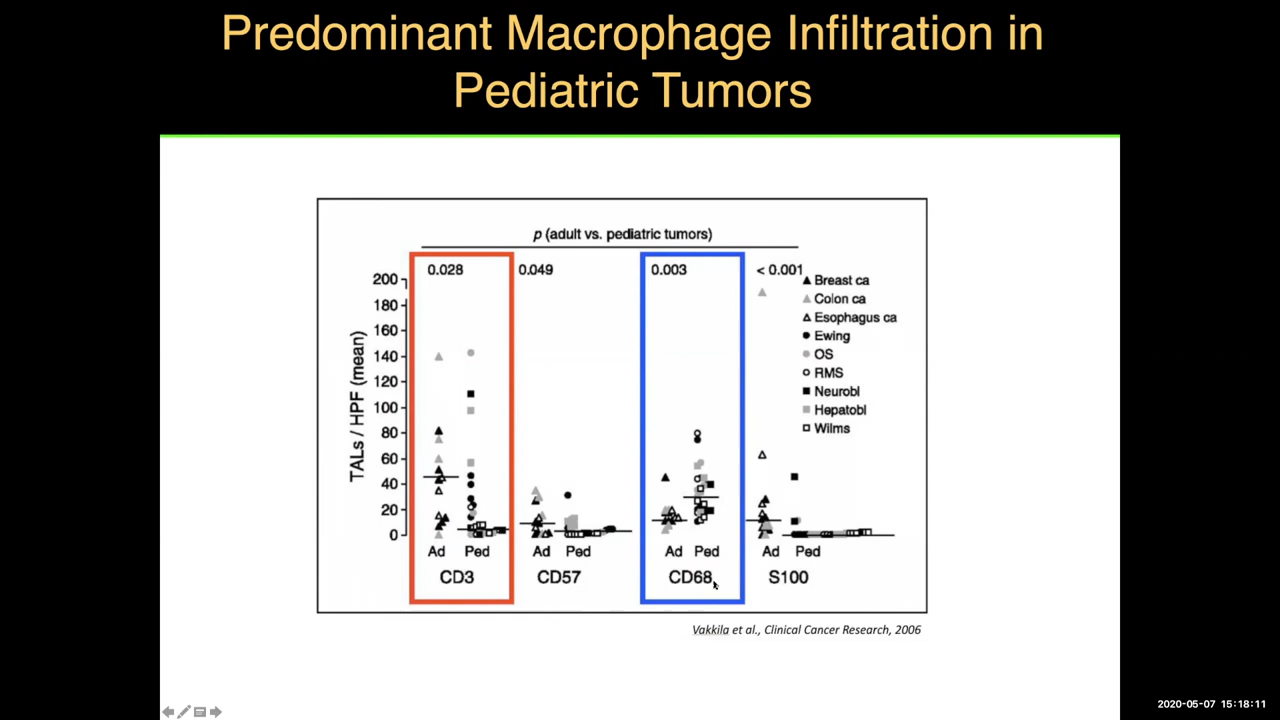 Predominant Macrophage Infiltration in
Pediatric Tumors
p (adult vs. pediatric tumors)
0.028 0.049 0.003 < 0.001
TALs / HPF (mean)
200
180
160
140
120
100
80
60
40
20
0
Breast ca
Colon ca
Esophagus ca
Ewing
OS
RMS
Neurobl
Hepatobl
Wilms
Ad Ped Ad Ped Ad Ped Ad Ped
CD3 CD57 CD68 S100
Vakkila et al., Clinical Cancer Research, 2006
2020-05-07 15:18:11